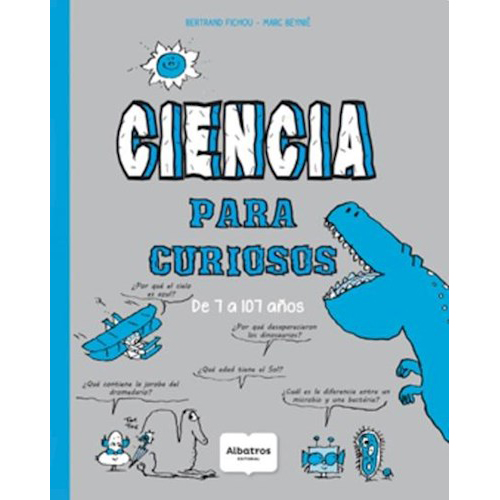 BERTRAND FICHOU - MARC BEYNIÉ
CIENCIA
PARA
CURIOSOS
De 7 a 107 años
¿Por qué el cielo
es azul?
¿Por qué desaparecieron
los dinosaurios?
¿Qué edad tiene el Sol?
¿Qué contiene la joroba del
dromedario?
¿Cuál es la diferencia entre un
microbio y una bacteria?
Toc
Toc
Albatros
EDITORIAL